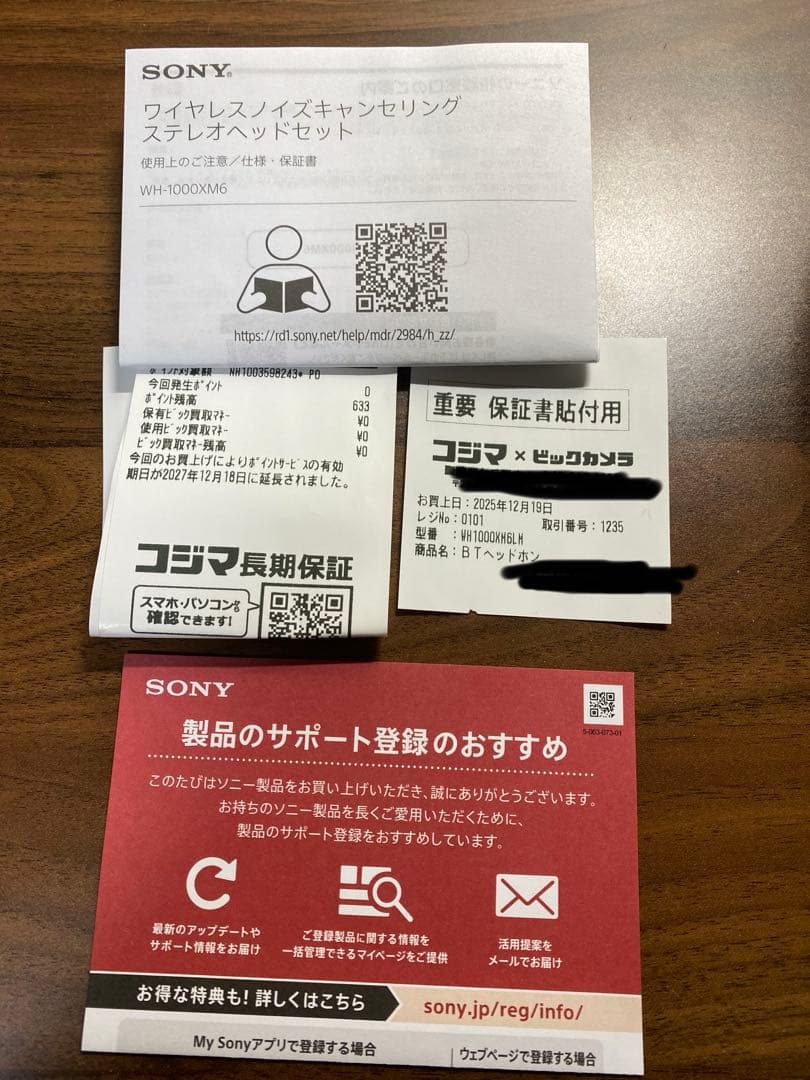 SONY®
ワイヤレスノイズキャンセリング
ステレオヘッドセット
使用上のご注意／仕様・保証書
WH-1000XM6
https://rd1.sony.net/help/mdr/2984/h_zz/
NH1003598243* PO
今回発生ﾎﾟｲﾝﾄ 0
ﾎﾟｲﾝﾄ残高 633
保有ﾋﾞｯｸ買取ﾏﾈｰ ¥0
使用ﾋﾞｯｸ買取ﾏﾈｰ ¥0
ﾋﾞｯｸ買取ﾏﾈｰ残高 ¥0
今回のお買上げによりﾎﾟｲﾝﾄｻｰﾋﾞｽの有効
期日が2027年12月18日に延長されました。
コジマ長期保証
スマホ・パソコンから
確認できます!
重要 保証書貼付用
コジマ×ビックカメラ
お買上日：2025年12月19日
レジNo：0101 取引番号：1235
型番 ：WH1000XM6LM
商品名：ＢＴヘッドホン
SONY
5-063-073-01
製品のサポート登録のおすすめ
このたびはソニー製品をお買い上げいただき、誠にありがとうございます。
お持ちのソニー製品を長くご愛用いただくために、
製品のサポート登録をおすすめしています。
最新のアップデートや
サポート情報をお届け
ご登録製品に関する情報を
一括管理できるマイページをご提供
活用提案を
メールでお届け
お得な特典も! 詳しくはこちら
sony.jp/reg/info/
My Sonyアプリで登録する場合
ウェブページで登録する場合